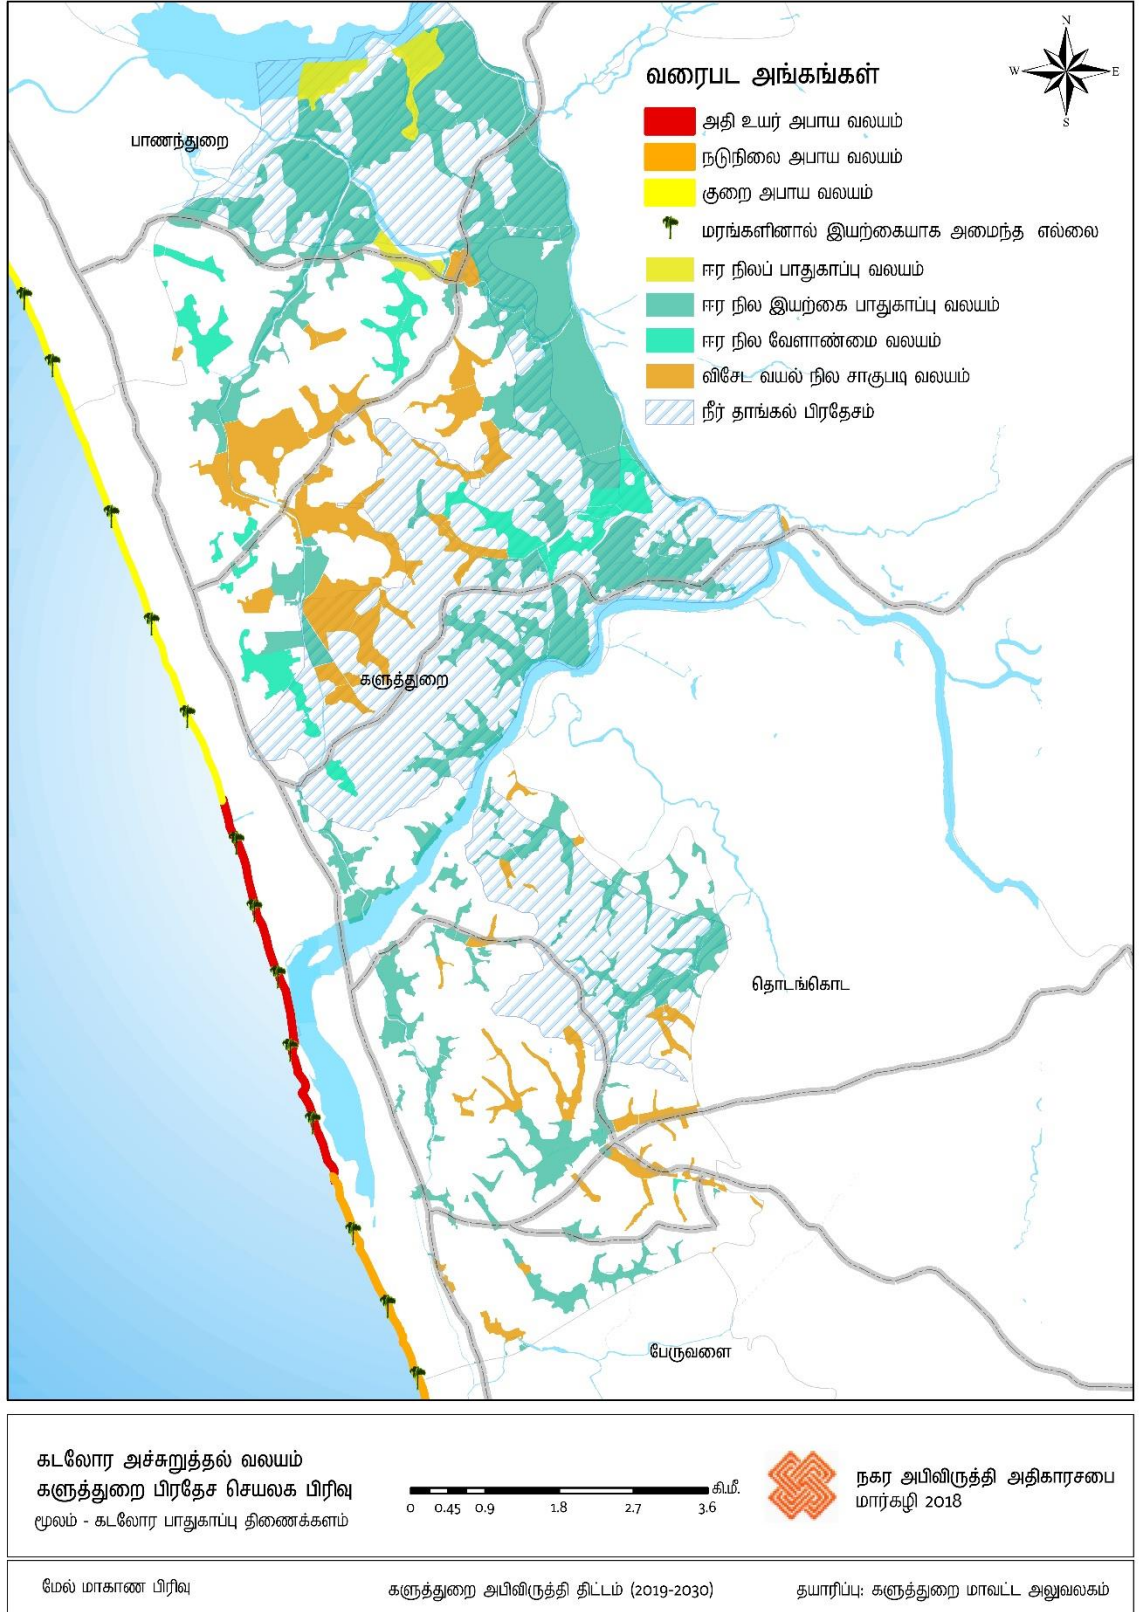 N
W
E
S
வரைபட அங்கங்கள்
அதி உயர் அபாய வலயம்
நடுநிலை அபாய வலயம்
குறை அபாய வலயம்
மரங்களினால் இயற்கையாக அமைந்த எல்லை
ஈர நிலப் பாதுகாப்பு வலயம்
ஈர நில இயற்கை பாதுகாப்பு வலயம்
ஈர நில வேளாண்மை வலயம்
விசேட வயல் நில சாகுபடி வலயம்
நீர் தாங்கல் பிரதேசம்
பாணந்துறை
களுத்துறை
தொடங்கொட
பேருவளை
கடலோர அச்சுறுத்தல் வலயம்
களுத்துறை பிரதேச செயலக பிரிவு
மூலம் - கடலோர பாதுகாப்பு திணைக்களம்
கி.மீ.
0 0.45 0.9 1.8 2.7 3.6
நகர அபிவிருத்தி அதிகாரசபை
மார்கழி 2018
மேல் மாகாண பிரிவு
களுத்துறை அபிவிருத்தி திட்டம் (2019-2030)
தயாரிப்பு: களுத்துறை மாவட்ட அலுவலகம்